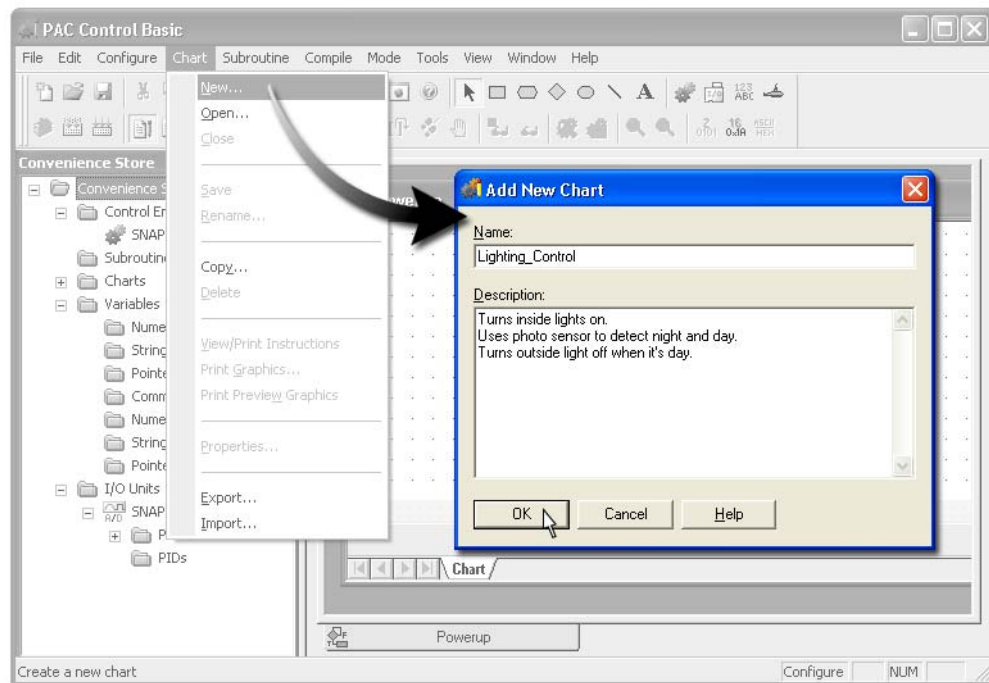 PAC Control Basic
File Edit Configure Chart Subroutine Compile Mode Tools View Window Help
New...
Open...
Close
Save
Rename...
Copy...
Delete
View/Print Instructions
Print Graphics...
Print Preview Graphics
Properties...
Export...
Import...
Convenience Store
Convenience S
Control En
SNAP
Subroutin
Charts
Variables
Nume
String
Pointe
Comm
Nume
String
Pointe
I/O Units
SNAP
P
PIDs
Add New Chart
Name:
Lighting_Control
Description:
Turns inside lights on.
Uses photo sensor to detect night and day.
Turns outside light off when it's day.
OK Cancel Help
Chart
Powerup
Create a new chart Configure NUM